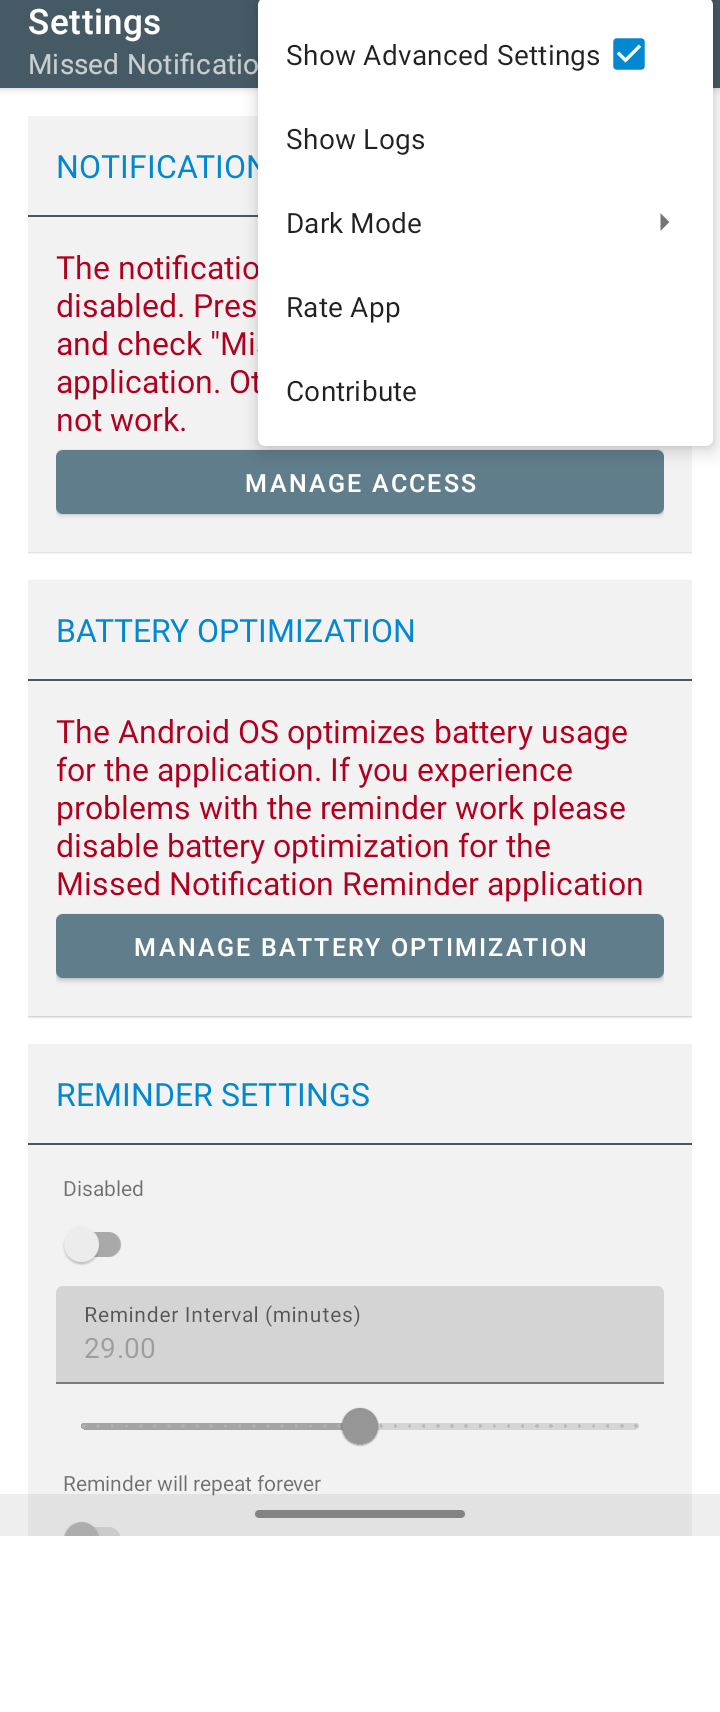 Settings
Missed Notificatio
Show Advanced Settings
Show Logs
Dark Mode
Rate App
Contribute
NOTIFICATION
The notificatio
disabled. Pres
and check "Mi
application. Ot
not work.
MANAGE ACCESS
BATTERY OPTIMIZATION
The Android OS optimizes battery usage
for the application. If you experience
problems with the reminder work please
disable battery optimization for the
Missed Notification Reminder application
MANAGE BATTERY OPTIMIZATION
REMINDER SETTINGS
Disabled
Reminder Interval (minutes)
29.00
Reminder will repeat forever